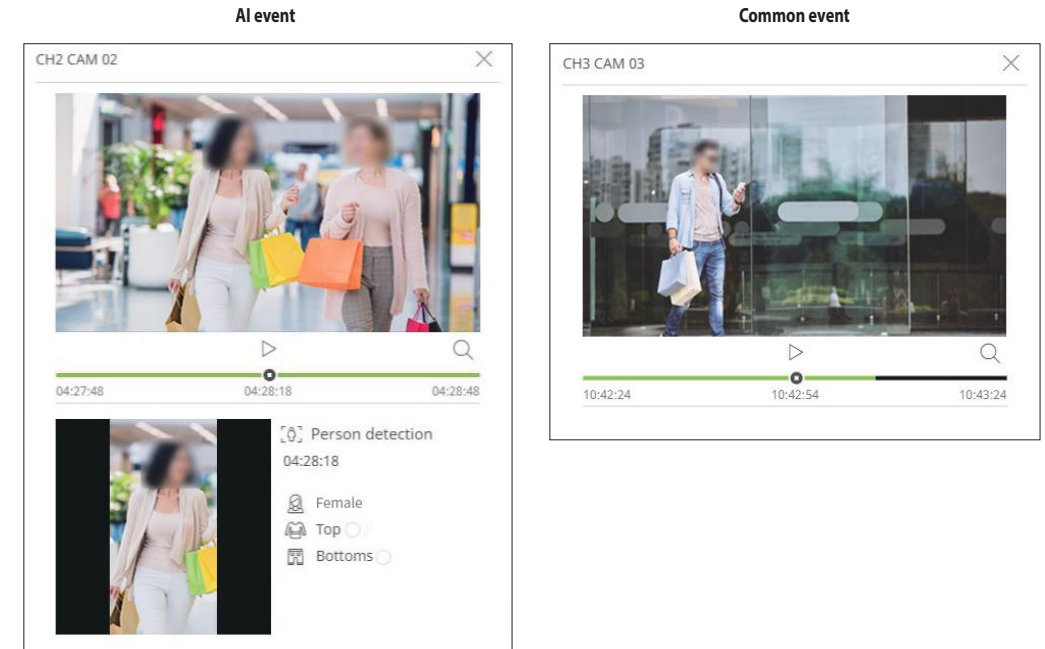 AI event
CH2 CAM 02
04:27:48 04:28:18 04:28:48
Person detection
04:28:18
Female
Top
Bottoms
Common event
CH3 CAM 03
10:42:24 10:42:54 10:43:24